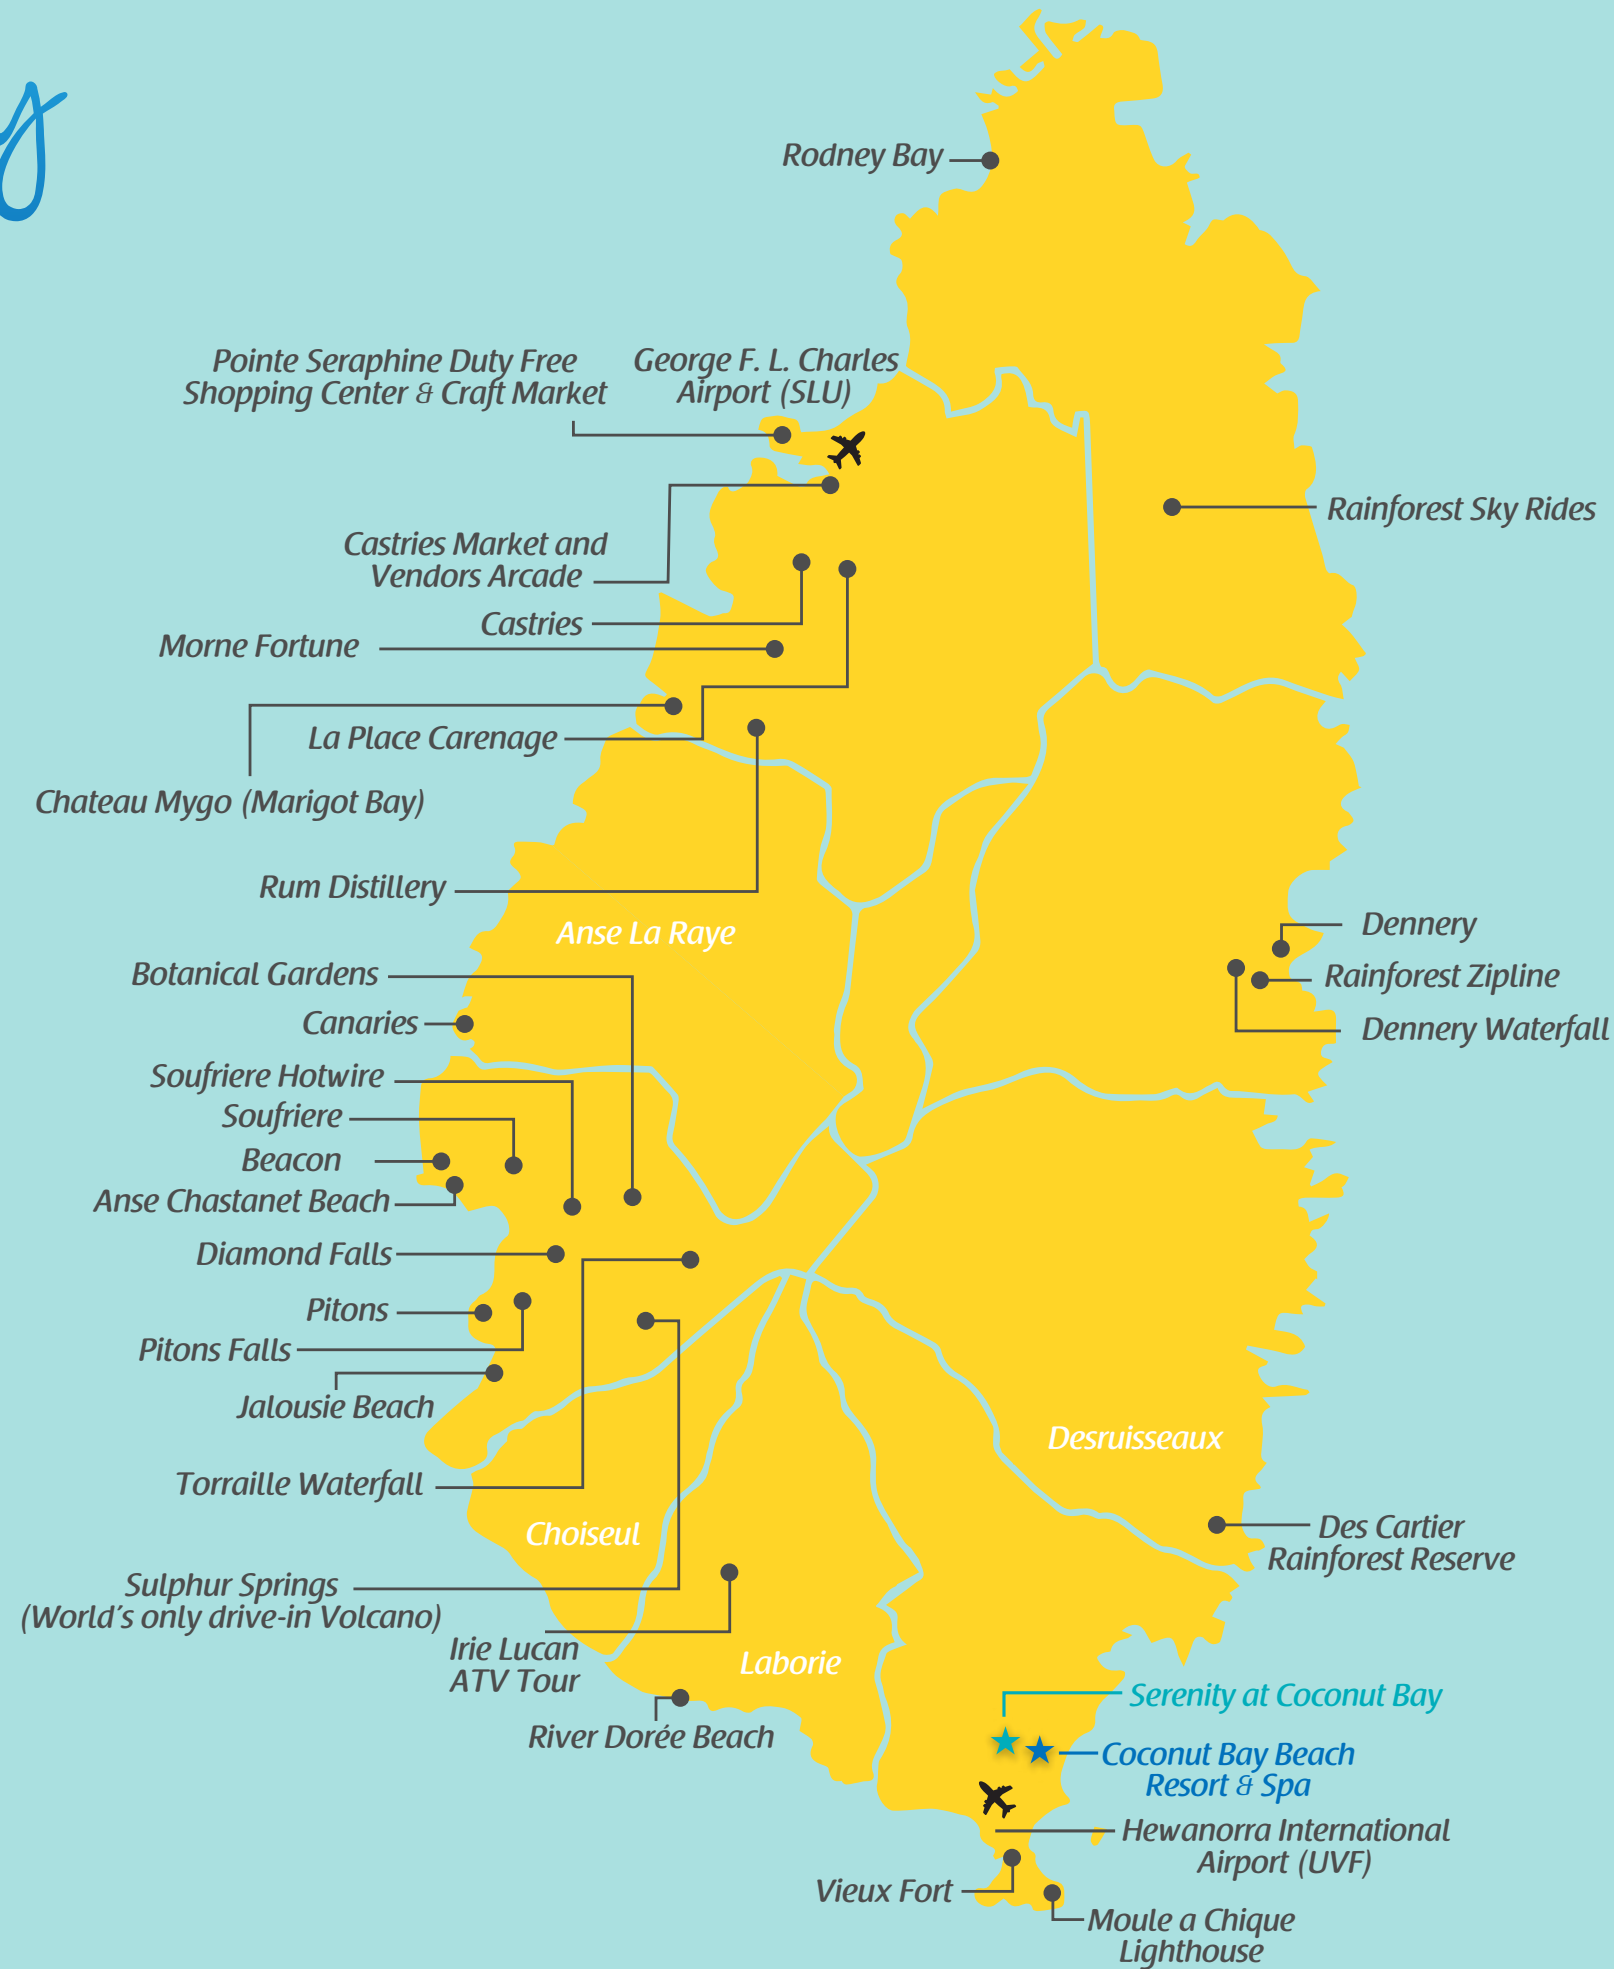 Rodney Bay
Pointe Seraphine Duty Free
Shopping Center & Craft Market
George F. L. Charles
Airport (SLU)
Rainforest Sky Rides
Castries Market and
Vendors Arcade
Castries
Morne Fortune
La Place Carenage
Chateau Mygo (Marigot Bay)
Rum Distillery
Anse La Raye
Dennery
Botanical Gardens
Rainforest Zipline
Canaries
Dennery Waterfall
Soufriere Hotwire
Soufriere
Beacon
Anse Chastanet Beach
Diamond Falls
Pitons
Pitons Falls
Jalousie Beach
Desruisseaux
Torraille Waterfall
Choiseul
Des Cartier
Rainforest Reserve
Sulphur Springs
(World's only drive-in Volcano)
Irie Lucan
ATV Tour
Laborie
Serenity at Coconut Bay
River Dorée Beach
Coconut Bay Beach
Resort & Spa
Hewanorra International
Airport (UVF)
Vieux Fort
Moule a Chique
Lighthouse